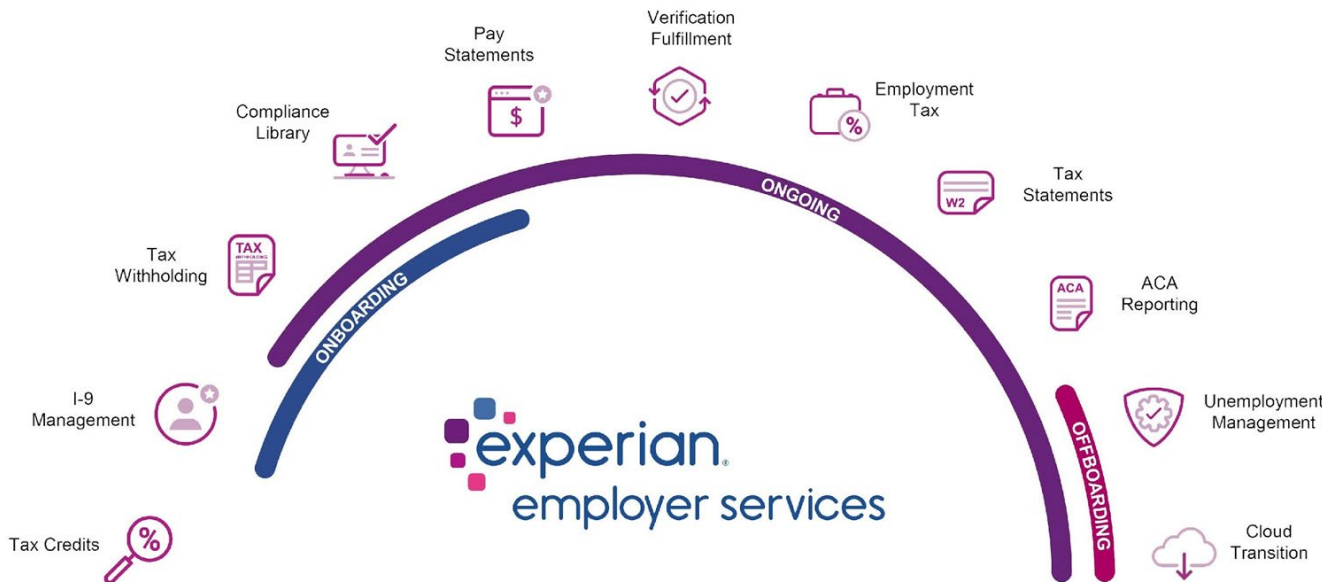 Tax Credits
%
I-9
Management
Tax
Withholding
TAX
WITHHOLDING
Compliance
Library
Pay
Statements
$
Verification
Fulfillment
Employment
Tax
%
Tax
Statements
W2
ACA
Reporting
ACA
Unemployment
Management
Cloud
Transition
ONBOARDING
ONGOING
OFFBOARDING
experian.
employer services